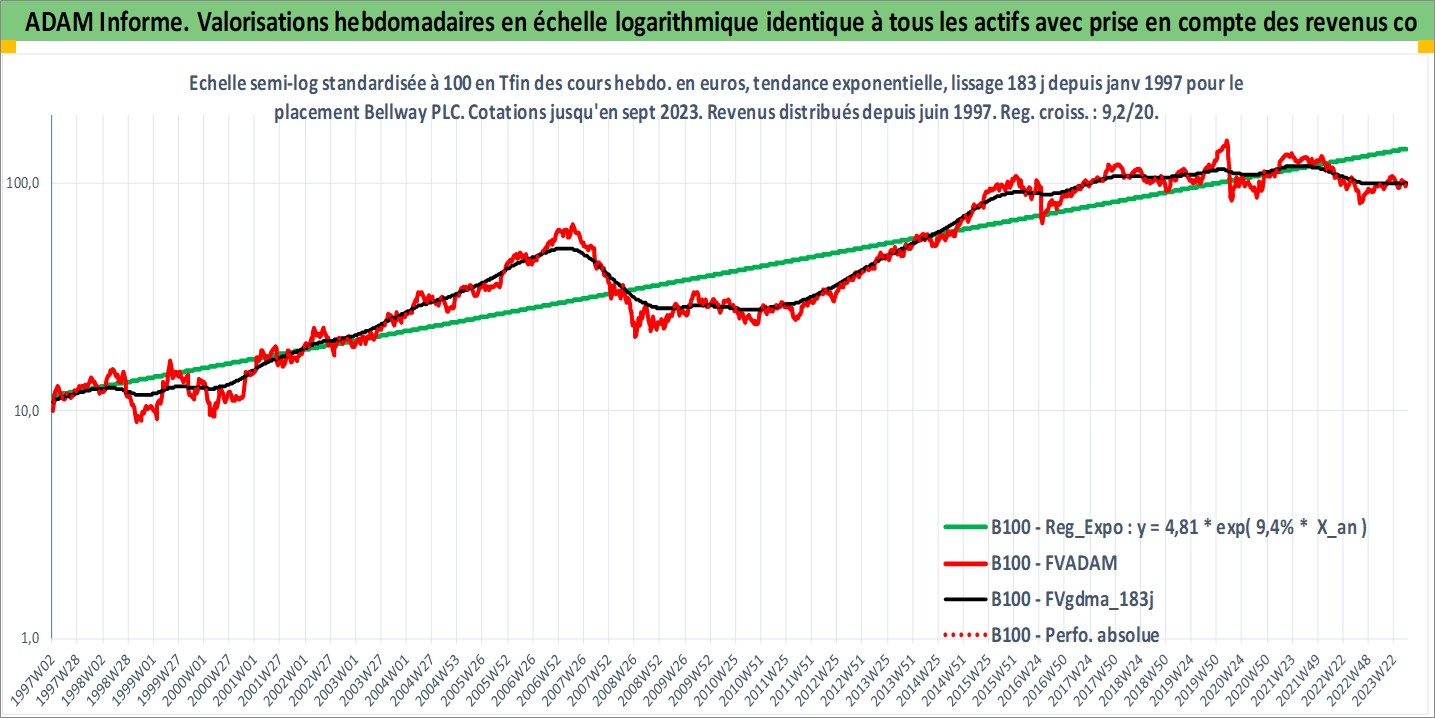 ADAM Informe. Valorisations hebdomadaires en échelle logarithmique identique à tous les actifs avec prise en compte des revenus co
Echelle semi-log standardisée à 100 en Tfin des cours hebdo. en euros, tendance exponentielle, lissage 183 j depuis janv 1997 pour le
placement Bellway PLC. Cotations jusqu'en sept 2023. Revenus distribués depuis juin 1997. Reg. croiss. : 9,2/20.
100,0
10,0
1,0
B100 - Reg_Expo : y = 4,81 * exp( 9,4% * X_an )
B100 - FVADAM
B100 - FVgdma_183j
B100 - Perfo. absolue
1997W02
1997W28
1998W02
1998W28
1999W01
1999W27
2000W01
2000W27
2001W01
2001W27
2002W01
2002W27
2003W01
2003W27
2004W01
2004W27
2004W53
2005W26
2005W52
2006W26
2006W52
2007W26
2007W52
2008W26
2008W52
2009W26
2009W52
2010W25
2010W51
2011W25
2011W51
2012W25
2012W51
2013W25
2013W51
2014W25
2014W51
2015W25
2015W51
2016W24
2016W50
2017W24
2017W50
2018W24
2018W50
2019W24
2019W50
2020W24
2020W50
2021W23
2021W49
2022W22
2022W48
2023W22